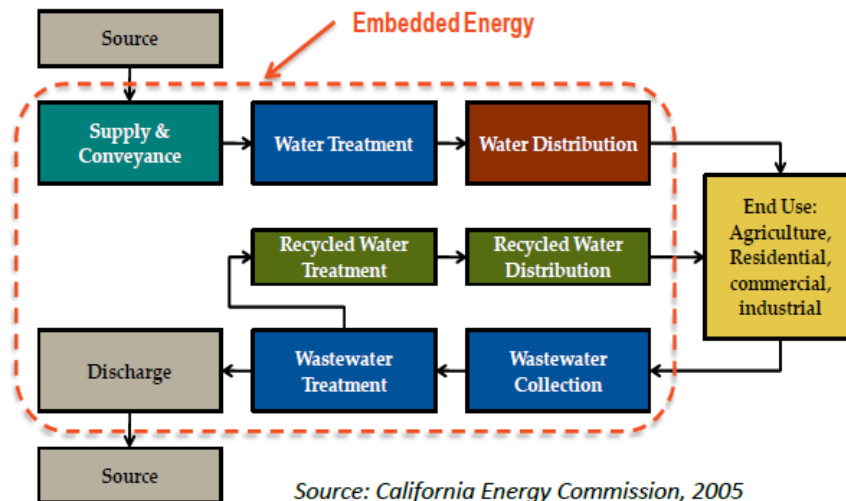 Embedded Energy
Source
Supply &
Conveyance
Water Treatment
Water Distribution
End Use:
Agriculture,
Residential,
commercial,
industrial
Recycled Water
Treatment
Recycled Water
Distribution
Discharge
Wastewater
Treatment
Wastewater
Collection
Source
Source: California Energy Commission, 2005